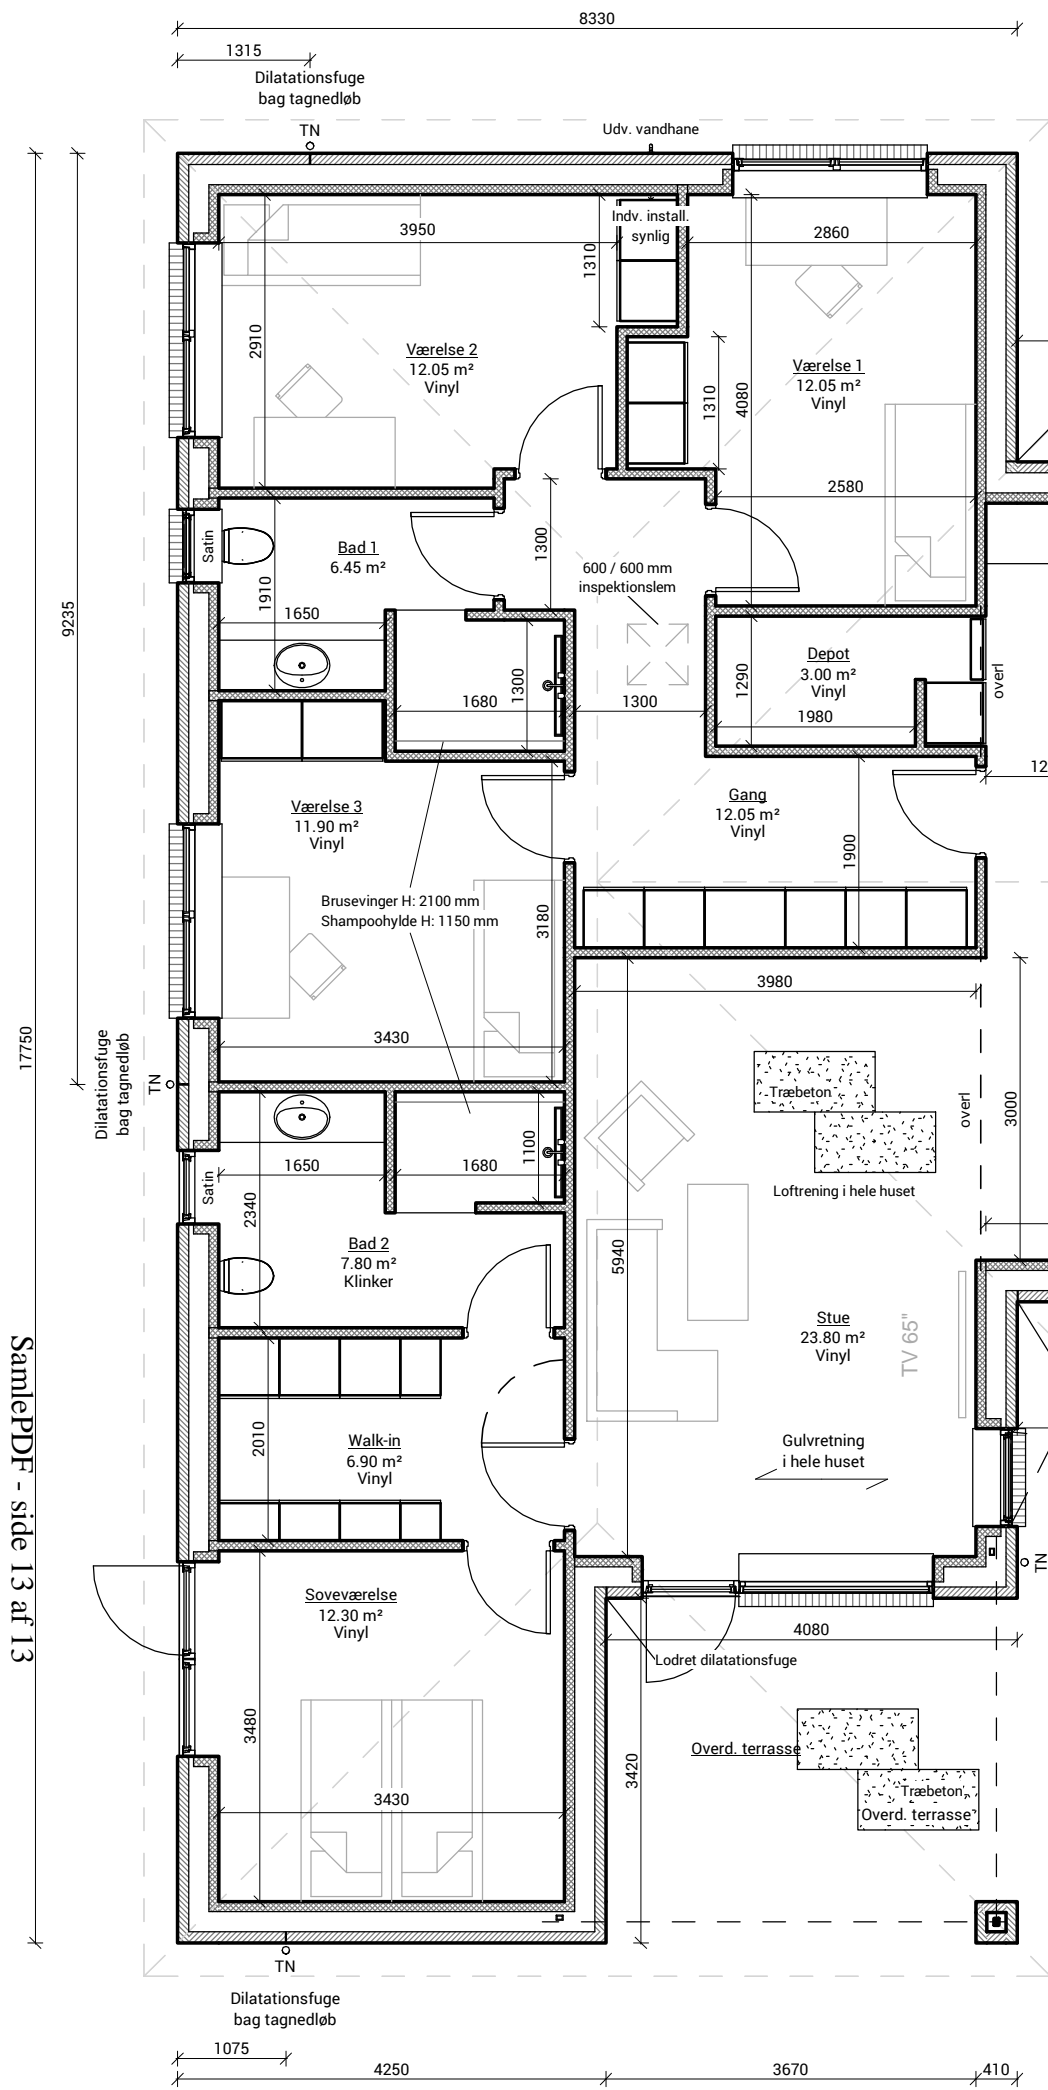 8330
1315
Dilatationsfuge
bag tagnedløb
TN
Udv. vandhane
Indv. install.
synlig
3950
2860
1310
2910
Værelse 2
12.05 m²
Vinyl
Værelse 1
12.05 m²
Vinyl
1310
4080
2580
Satin
Bad 1
6.45 m²
1910
1300
600 / 600 mm
inspektionslem
9235
1650
1300
1680
1300
1290
Depot
3.00 m²
Vinyl
1980
overl
Værelse 3
11.90 m²
Vinyl
Gang
12.05 m²
Vinyl
12
1900
Brusevinger H: 2100 mm
Shampoohylde H: 1150 mm
3180
3980
17750
3430
Dilatationsfuge
bag tagnedløb
TN
Træbeton
overl
3000
Satin
1650
1680
1100
Loftrening i hele huset
2340
Bad 2
7.80 m²
Klinker
5940
Stue
23.80 m²
Vinyl
TV 65"
SamlePDF - side 13 af 13
2010
Walk-in
6.90 m²
Vinyl
Gulvretning
i hele huset
TN
Soveværelse
12.30 m²
Vinyl
4080
Lodret dilatationsfuge
3480
3420
Overd. terrasse
Træbeton
Overd. terrasse
3430
TN
Dilatationsfuge
bag tagnedløb
1075
4250
3670
410